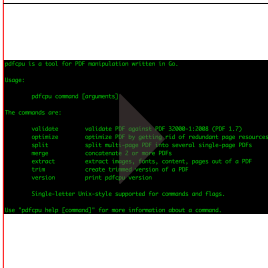 pdfcpu is a tool for PDF manipulation written in Go.
Usage:
pdfcpu command [arguments]
The commands are:
validate validate PDF against PDF 32000-1:2008 (PDF 1.7)
optimize optimize PDF by getting rid of redundant page resources
split split multi-page PDF into several single-page PDFs
merge concatenate 2 or more PDFs
extract extract images, fonts, content, pages out of a PDF
trim create trimmed version of a PDF
version print pdfcpu version
Single-letter Unix-style supported for commands and flags.
Use "pdfcpu help [command]" for more information about a command.